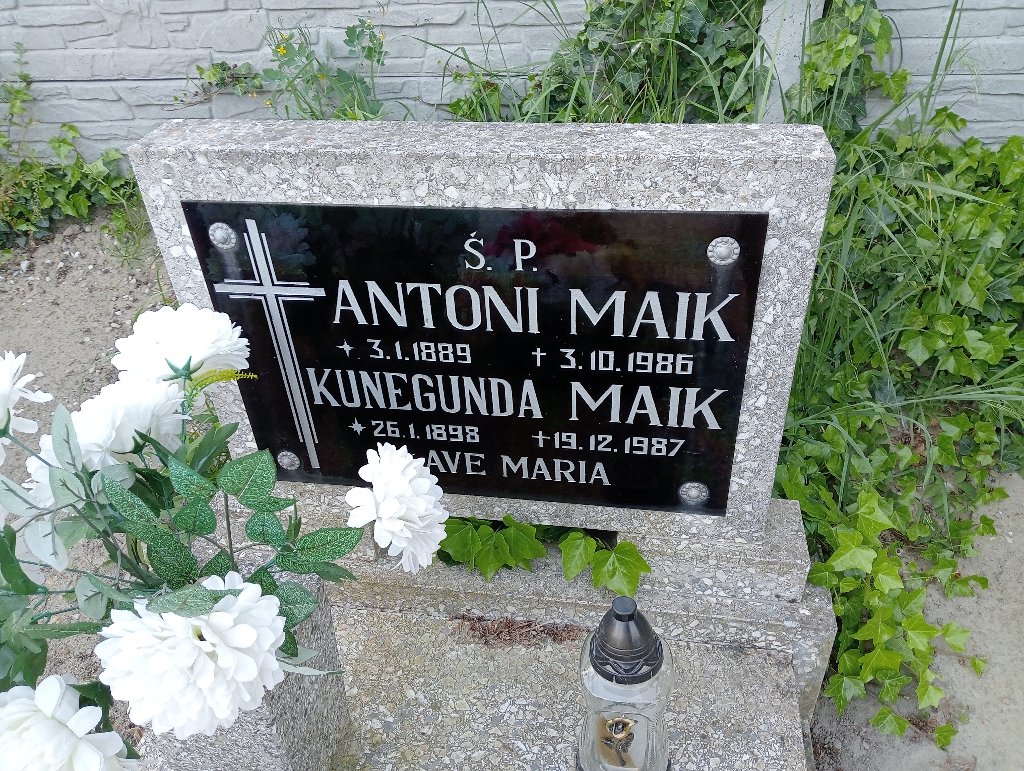 Ś. P.
ANTONI MAIK
* 3.1.1889 † 3.10.1986
KUNEGUNDA MAIK
* 26.1.1898 † 19.12.1987
AVE MARIA